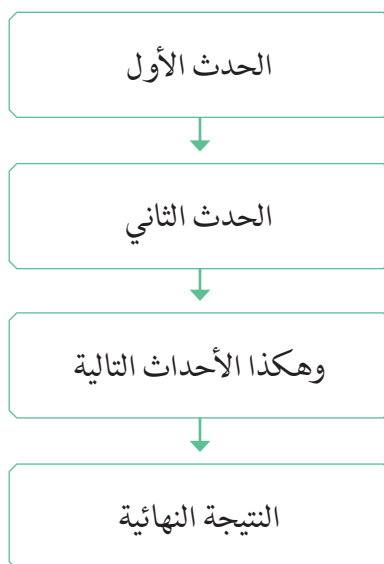 الحدث الأول
الحدث الثاني
وهكذا الأحداث التالية
النتيجة النهائية